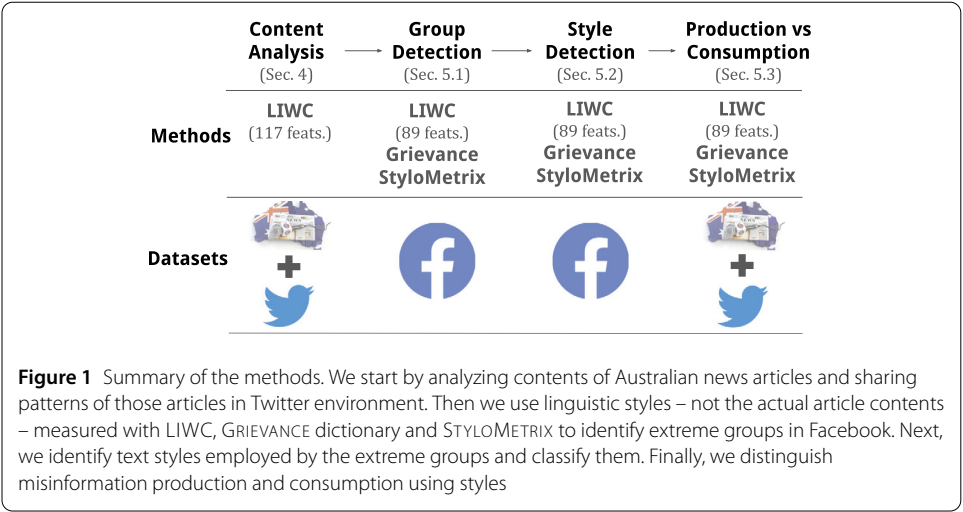 Content Analysis (Sec. 4)
Group Detection (Sec. 5.1)
Style Detection (Sec. 5.2)
Production vs Consumption (Sec. 5.3)
Methods
LIWC (117 feats.)
LIWC (89 feats.) Grievance StyloMetrix
LIWC (89 feats.) Grievance StyloMetrix
LIWC (89 feats.) Grievance StyloMetrix
Datasets
NEWS
Figure 1 Summary of the methods. We start by analyzing contents of Australian news articles and sharing
patterns of those articles in Twitter environment. Then we use linguistic styles – not the actual article contents
– measured with LIWC, GRIEVANCE dictionary and STYLOMETRIX to identify extreme groups in Facebook. Next,
we identify text styles employed by the extreme groups and classify them. Finally, we distinguish
misinformation production and consumption using styles